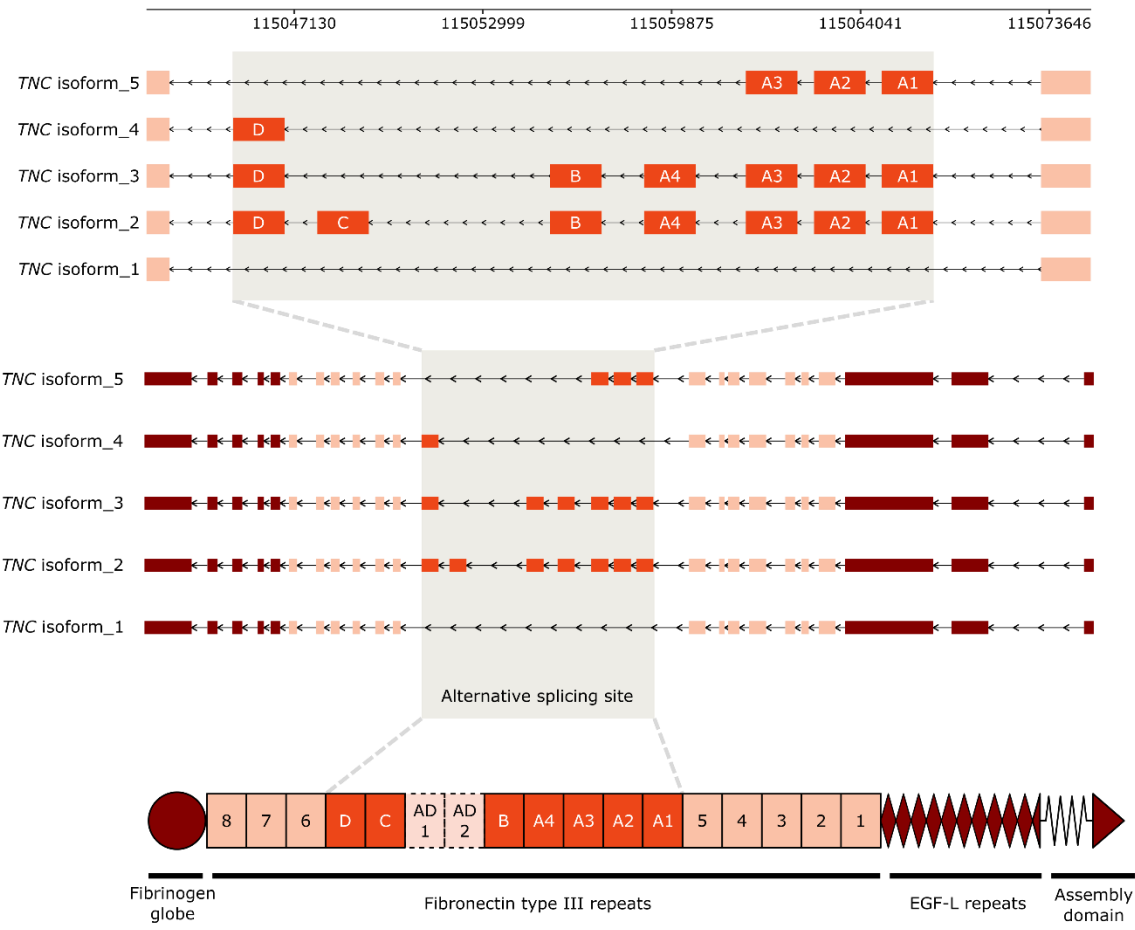 115047130 115052999 115059875 115064041 115073646
TNC isoform_5 A3 A2 A1
TNC isoform_4 D
TNC isoform_3 D B A4 A3 A2 A1
TNC isoform_2 D C B A4 A3 A2 A1
TNC isoform_1
TNC isoform_5
TNC isoform_4
TNC isoform_3
TNC isoform_2
TNC isoform_1
Alternative splicing site
8 7 6 D C AD 1 AD 2 B A4 A3 A2 A1 5 4 3 2 1
Fibrinogen globe
Fibronectin type III repeats
EGF-L repeats
Assembly domain